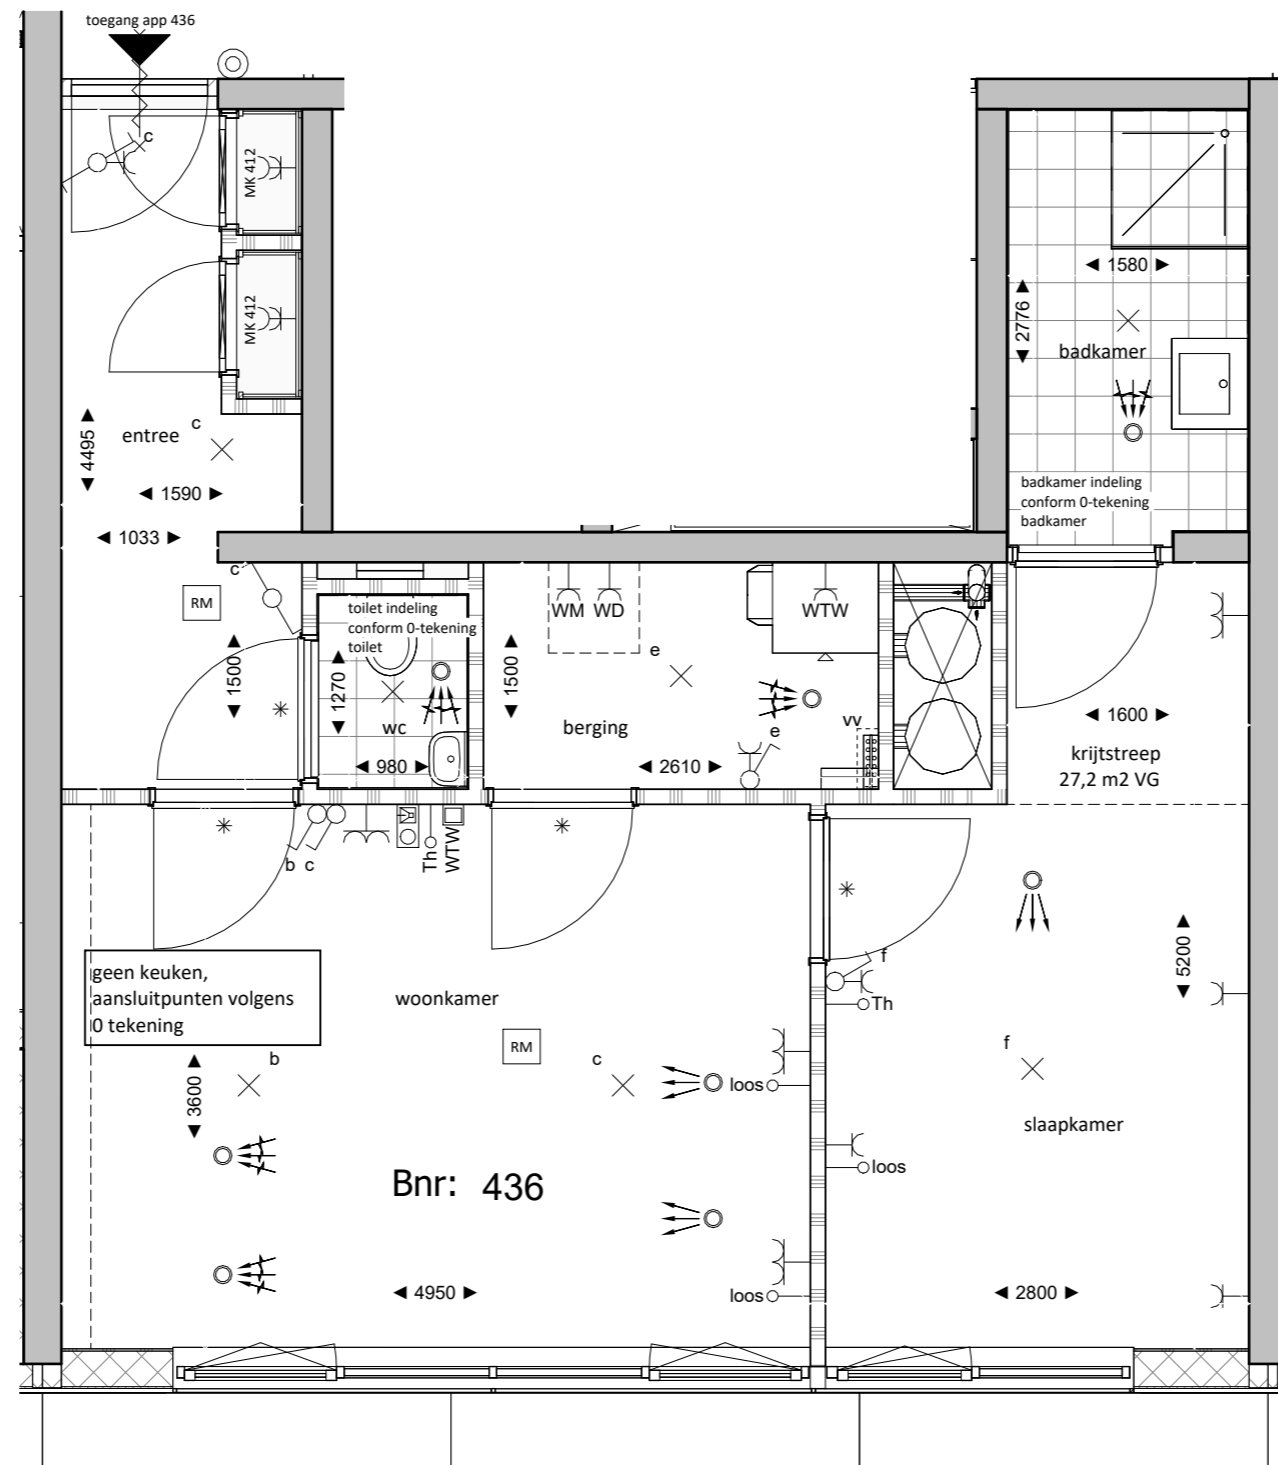 toegang app 436
c
MK 412
MK 412
1580
2776
badkamer
4495
entree
c
1590
1033
badkamer indeling
conform 0-tekening
badkamer
c
RM
toilet indeling
conform 0-tekening
toilet
WM
WD
WTW
e
1500
1270
wc
980
1500
berging
2610
vv
e
1600
krijtstreep
27,2 m2 VG
b
c
Th
WTW
f
Th
5200
geen keuken,
aansluitpunten volgens
0 tekening
woonkamer
RM
b
c
3600
loos
f
slaapkamer
loos
Bnr: 436
4950
loos
2800